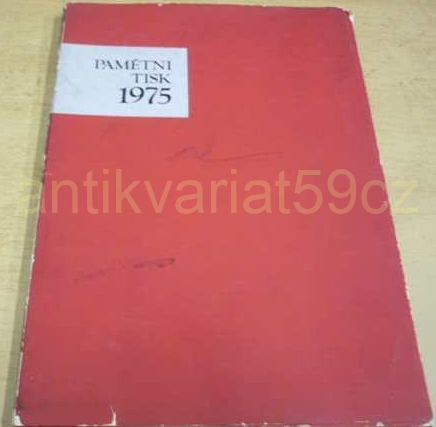 PAMĚTNÍ
TISK
1975
antikvariat59cz